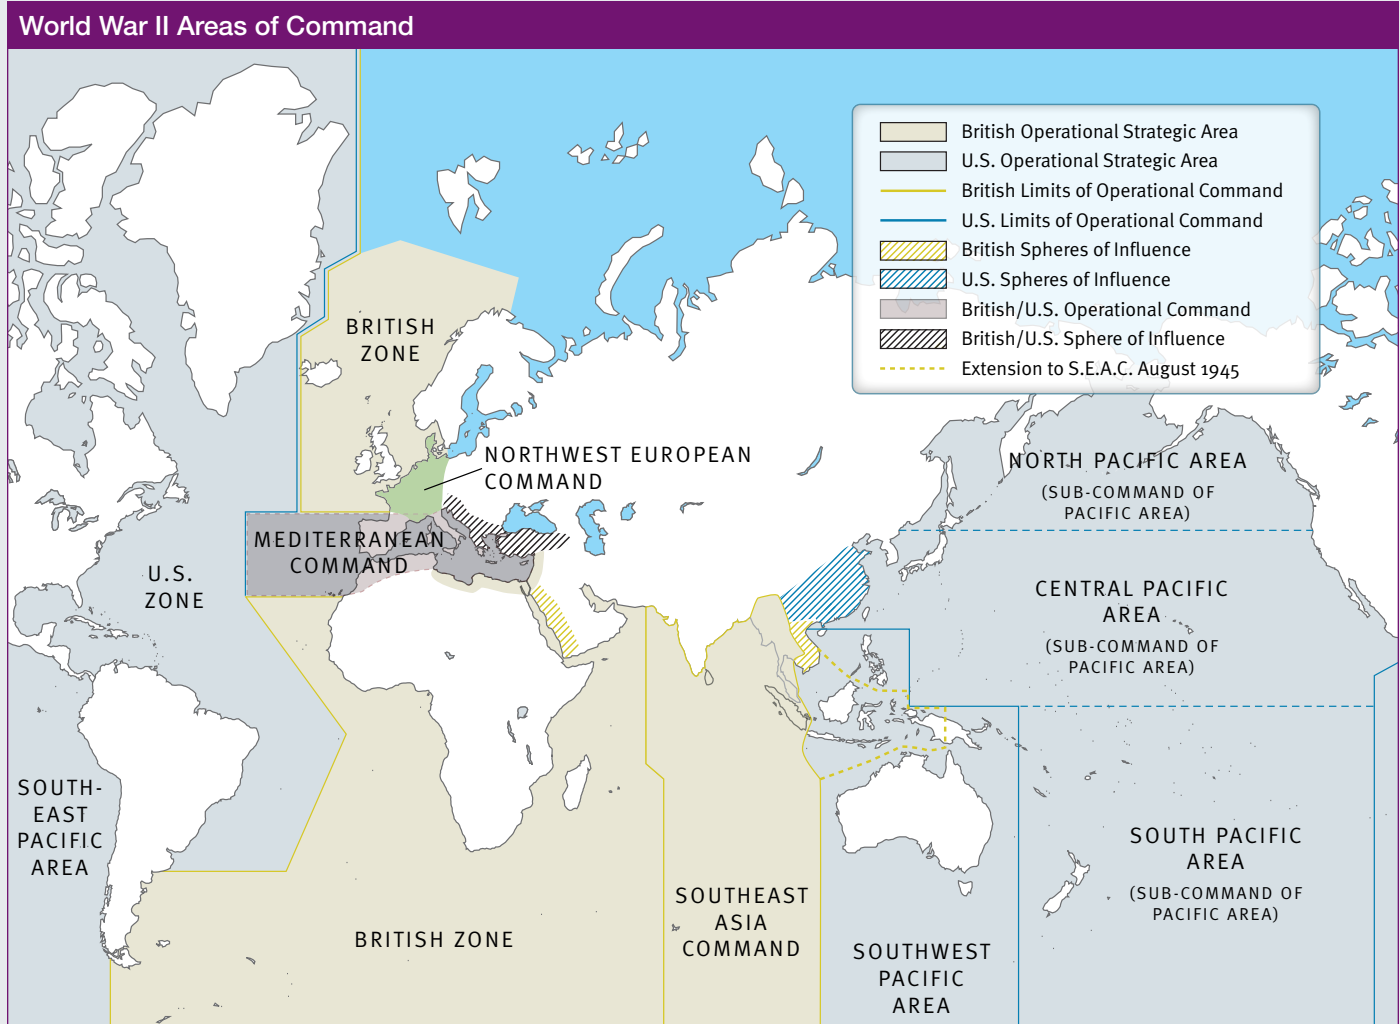 World War II Areas of Command
British Operational Strategic Area
U.S. Operational Strategic Area
British Limits of Operational Command
U.S. Limits of Operational Command
British Spheres of Influence
U.S. Spheres of Influence
British/U.S. Operational Command
British/U.S. Sphere of Influence
Extension to S.E.A.C. August 1945
BRITISH
ZONE
NORTHWEST EUROPEAN
COMMAND
NORTH PACIFIC AREA
(SUB-COMMAND OF
PACIFIC AREA)
MEDITERRANEAN
COMMAND
U.S.
ZONE
CENTRAL PACIFIC
AREA
(SUB-COMMAND OF
PACIFIC AREA)
SOUTH-
EAST
PACIFIC
AREA
SOUTH PACIFIC
AREA
(SUB-COMMAND OF
PACIFIC AREA)
SOUTHEAST
ASIA
COMMAND
BRITISH ZONE
SOUTHWEST
PACIFIC
AREA